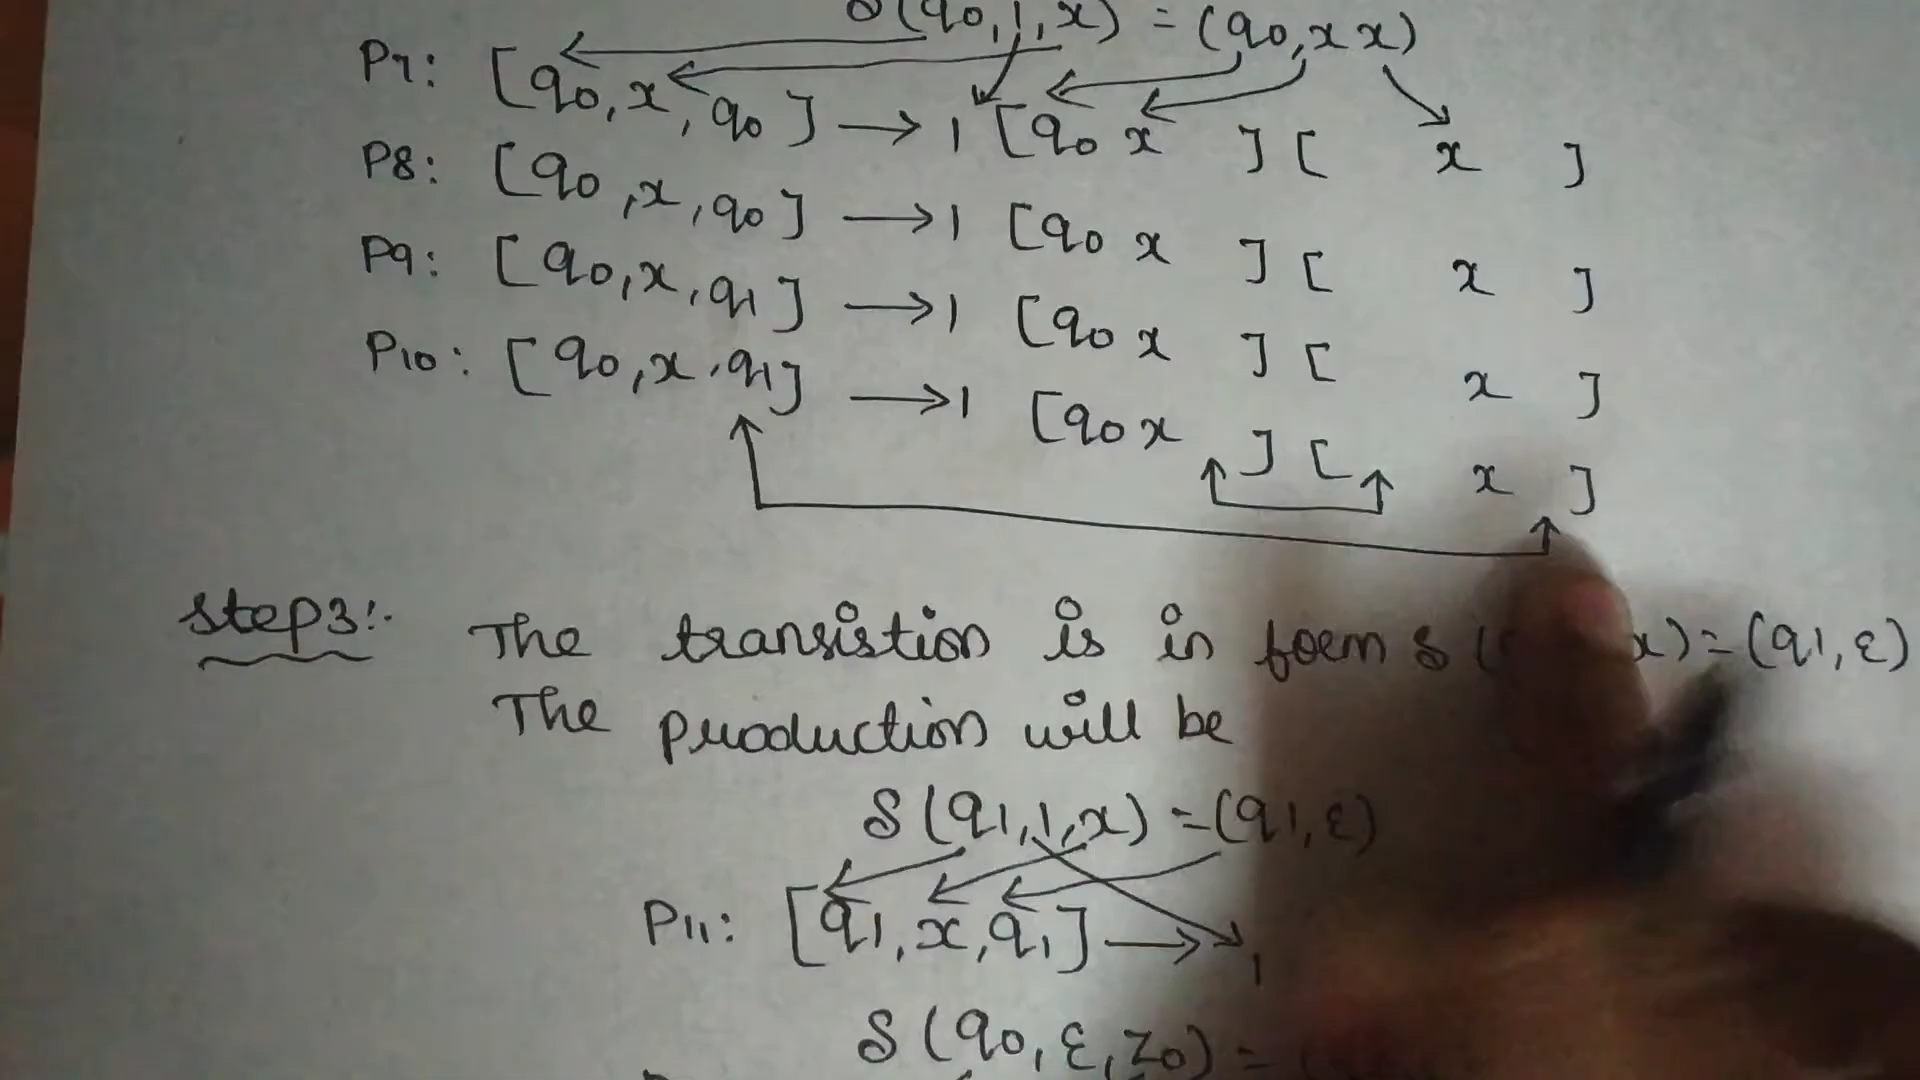 δ(q0,1,x) = (q0,xx)
P7: [q0,x,q0] → 1 [q0 x ] [ x ]
P8: [q0,x,q0] → 1 [q0 x ] [ x ]
P9: [q0,x,q1] → 1 [q0 x ] [ x ]
P10: [q0,x,q1] → 1 [q0 x ] [ x ]
Step3:- The transistion is in form δ( x) = (q1,ε)
The production will be
δ(q1,1,x) = (q1,ε)
P11: [q1,x,q1] → 1
δ(q0,ε,z0) =